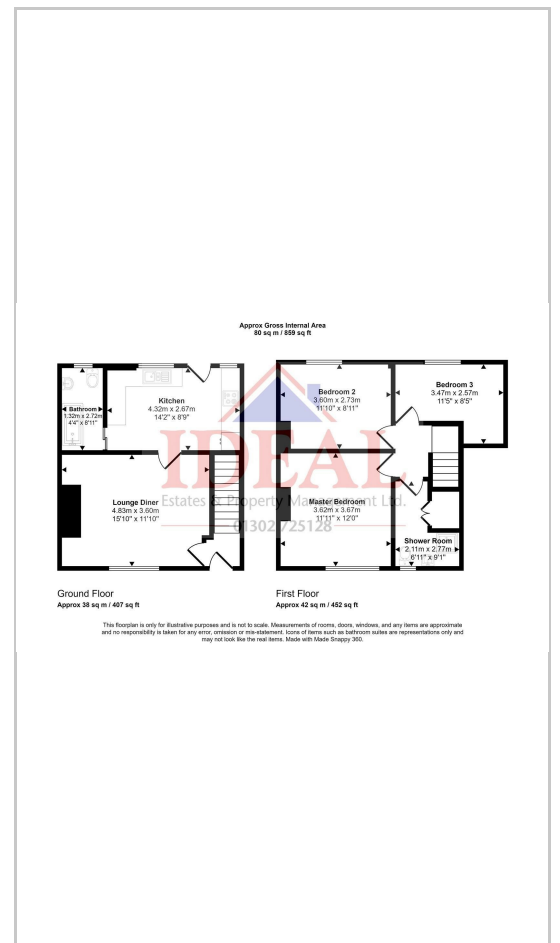 Approx Gross Internal Area
80 sq m / 859 sq ft
Bathroom
1.32m x 2.72m
4'4" x 8'11"
Kitchen
4.32m x 2.67m
14'2" x 8'9"
Lounge Diner
4.83m x 3.60m
15'10" x 11'10"
Bedroom 2
3.60m x 2.73m
11'10" x 8'11"
Bedroom 3
3.47m x 2.57m
11'5" x 8'5"
Master Bedroom
3.62m x 3.67m
11'11" x 12'0"
Shower Room
2.11m x 2.77m
6'11" x 9'1"
IDEAL
Estates & Property Management Ltd.
01302 725128
Ground Floor
Approx 38 sq m / 407 sq ft
First Floor
Approx 42 sq m / 452 sq ft
This floorplan is only for illustrative purposes and is not to scale. Measurements of rooms, doors, windows, and any items are approximate
and no responsibility is taken for any error, omission or mis-statement. Icons of items such as bathroom suites are representations only and
may not look like the real items. Made with Made Snappy 360.